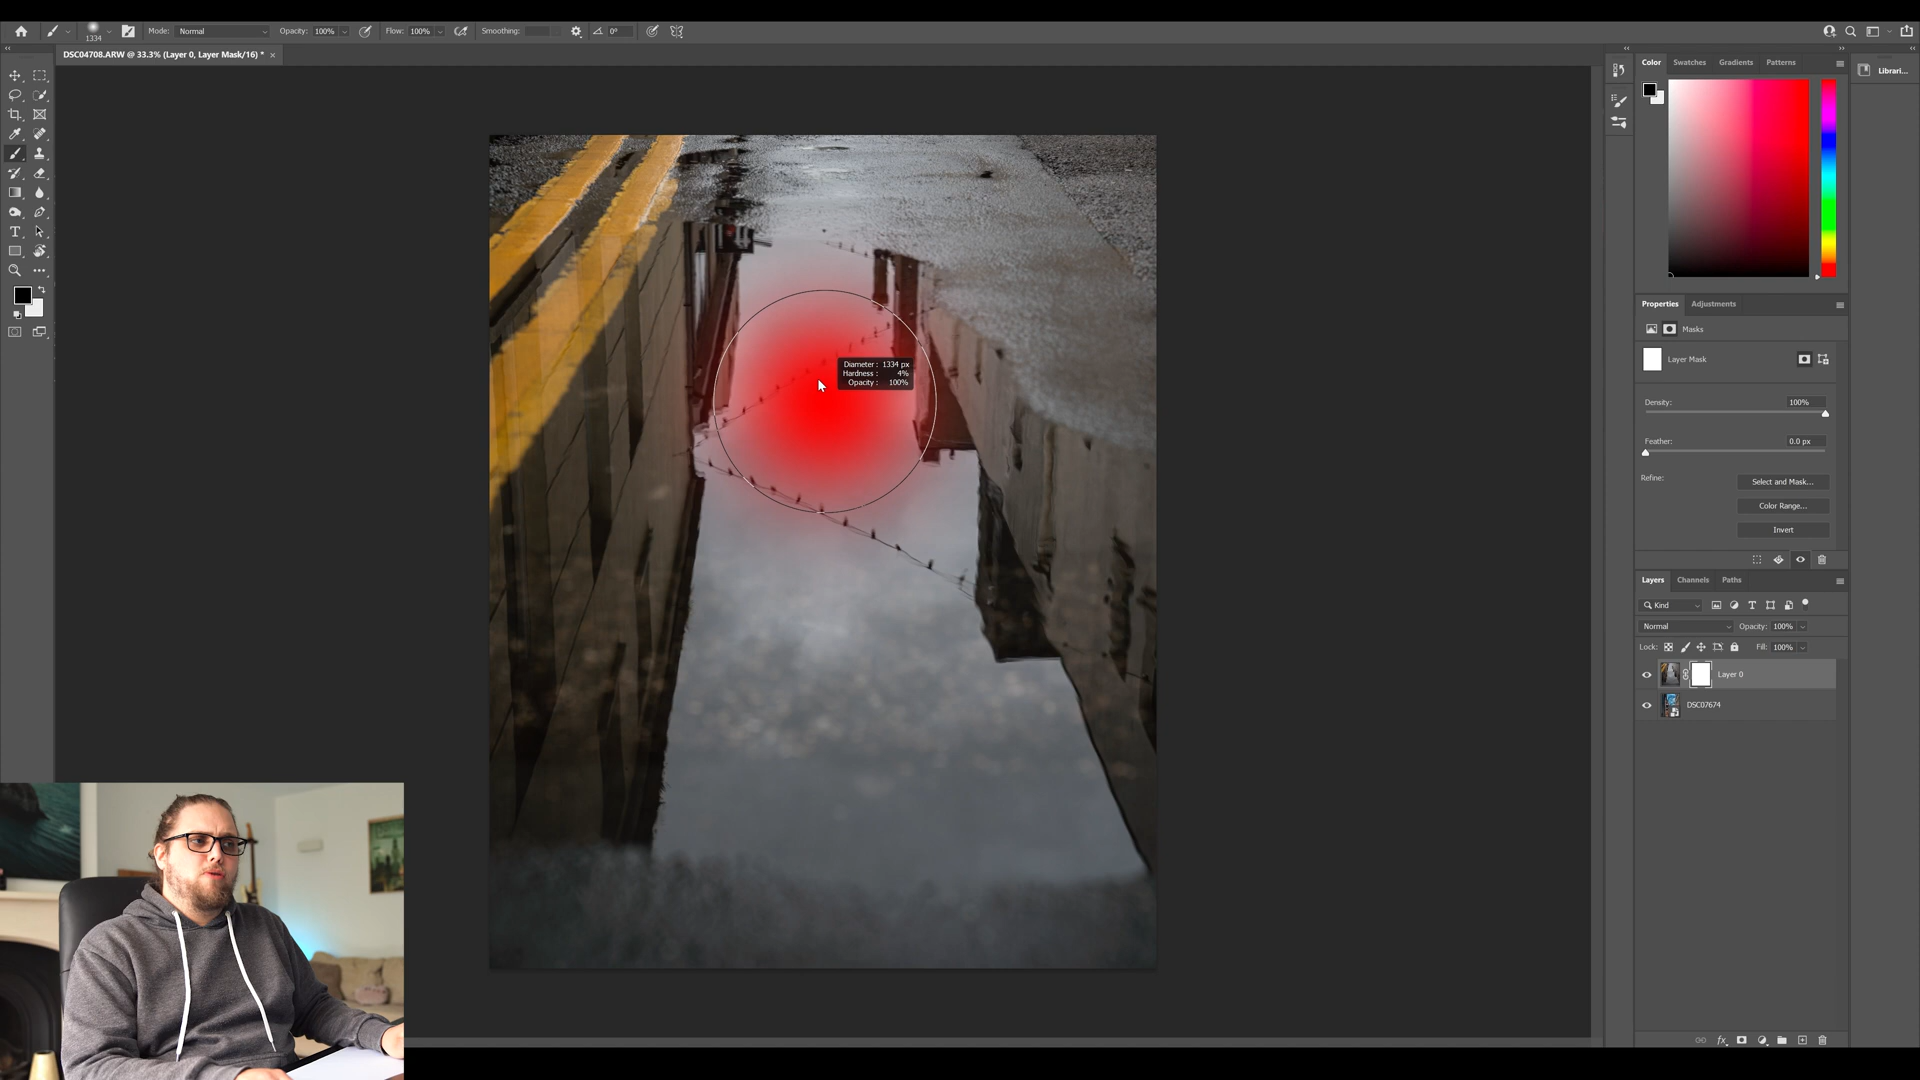 1334
Mode: Normal
Opacity: 100%
Flow: 100%
Smoothing:
0°
DSC04708.ARW @ 33.3% (Layer 0, Layer Mask/16) *
Diameter : 1334 px
Hardness : 4%
Opacity : 100%
Color Swatches Gradients Patterns
Librari...
Properties Adjustments
Masks
Layer Mask
Density: 100%
Feather: 0.0 px
Refine:
Select and Mask...
Color Range...
Invert
Layers Channels Paths
Kind
Normal Opacity: 100%
Lock: Fill: 100%
Layer 0
DSC07674